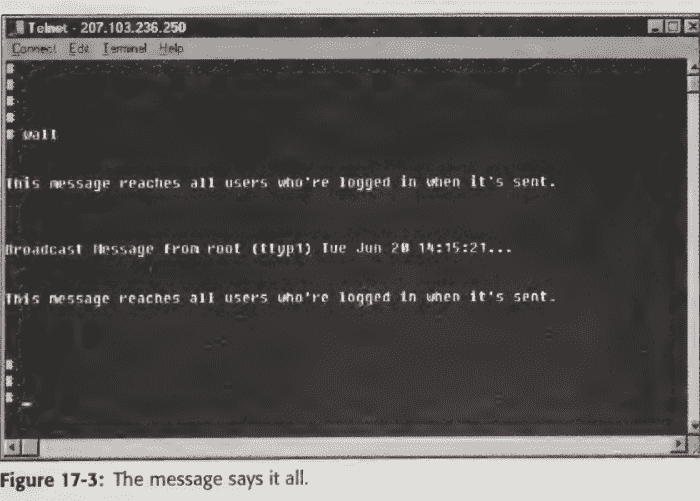 Telnet - 207.103.236.250
Connect Edit Terminal Help
#
#
#
#
# wall
This message reaches all users who're logged in when it's sent.
Broadcast Message from root (ttyp1) Tue Jun 20 14:15:21...
This message reaches all users who're logged in when it's sent.
#
#
#
Figure 17-3: The message says it all.